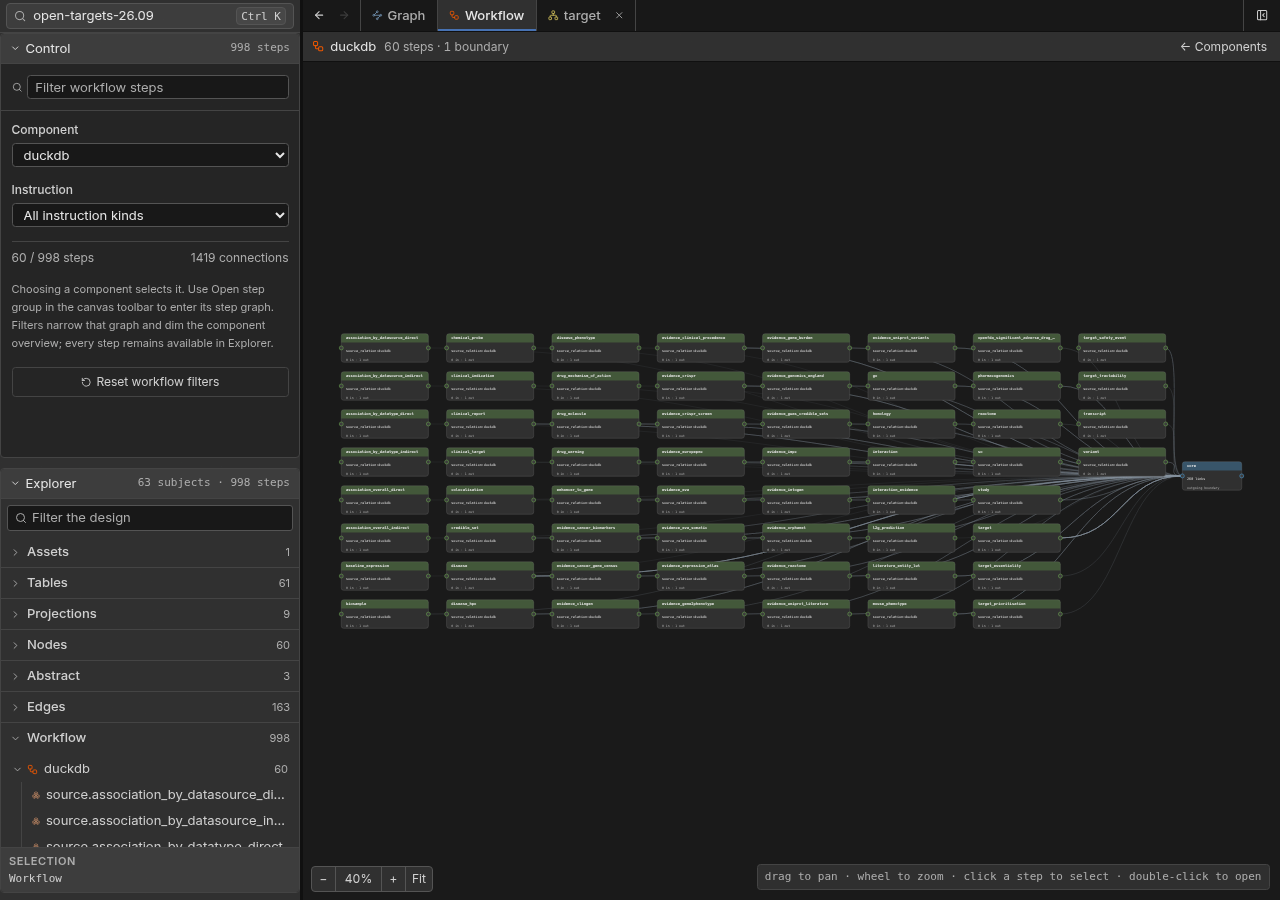 open-targets-26.09
Ctrl K
Graph
Workflow
target
Control
998 steps
duckdb
60 steps · 1 boundary
Components
Filter workflow steps
Component
duckdb
Instruction
All instruction kinds
60 / 998 steps
1419 connections
Choosing a component selects it. Use Open step
group in the canvas toolbar to enter its step graph.
Filters narrow that graph and dim the component
overview; every step remains available in Explorer.
Reset workflow filters
Explorer
63 subjects · 998 steps
Filter the design
Assets 1
Tables 61
Projections 9
Nodes 60
Abstract 3
Edges 163
Workflow 998
duckdb 60
source.association_by_datasource_di...
source.association_by_datasource_in...
source.association_by_datatype_direct
SELECTION
Workflow
association_by_datasource_direct
chemical_probe
disease_phenotype
evidence_clinical_precedence
evidence_gene_burden
evidence_uniprot_variants
openfda_significant_adverse_drug_…
target_safety_event
association_by_datasource_indirect
clinical_indication
drug_mechanism_of_action
evidence_crispr
evidence_genomics_england
go
pharmacogenomics
target_tractability
association_by_datatype_direct
clinical_report
drug_molecule
evidence_crispr_screen
evidence_gwas_credible_sets
homology
reactome
transcript
association_by_datatype_indirect
clinical_target
drug_warning
evidence_europepmc
evidence_impc
interaction
so
variant
association_overall_direct
colocalisation
enhancer_to_gene
evidence_eva
evidence_intogen
interaction_evidence
study
association_overall_indirect
credible_set
evidence_cancer_biomarkers
evidence_eva_somatic
evidence_orphanet
l2g_prediction
target
baseline_expression
disease
evidence_cancer_gene_census
evidence_expression_atlas
evidence_reactome
literature_entity_lut
target_essentiality
biosample
disease_hpo
evidence_clingen
evidence_gene2phenotype
evidence_uniprot_literature
mouse_phenotype
target_prioritisation
− 40% + Fit
drag to pan · wheel to zoom · click a step to select · double-click to open